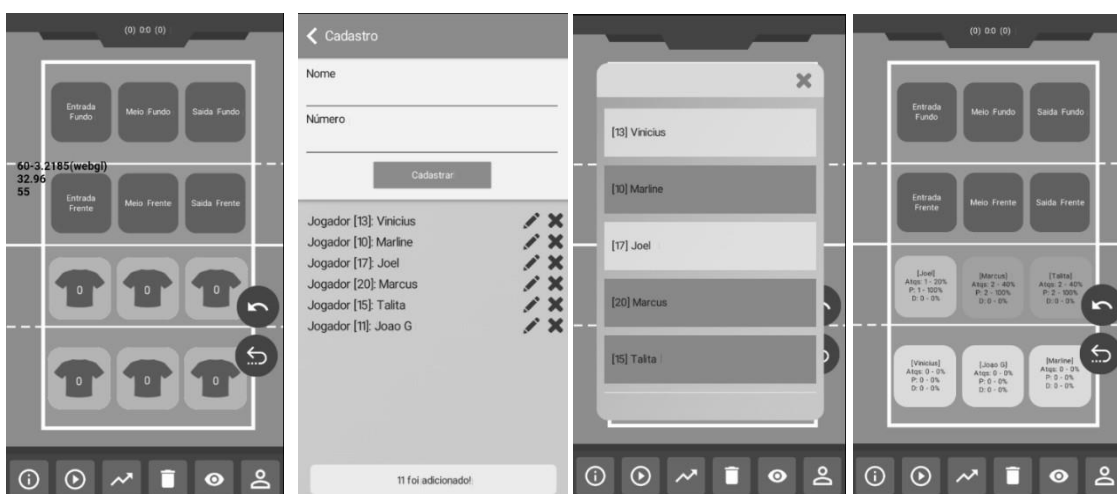 (0) 0:0 (0)
Entrada
Fundo
Meio Fundo
Saida Fundo
60-3.2185(webgl)
32.96
55
Entrada
Frente
Meio Frente
Saida Frente
0
0
0
0
0
0
Cadastro
Nome
Número
Cadastrar
Jogador [13]: Vinicius
Jogador [10]: Marline
Jogador [17]: Joel
Jogador [20]: Marcus
Jogador [15]: Talita
Jogador [11]: Joao G
11 foi adicionado!
[13] Vinicius
[10] Marline
[17] Joel
[20] Marcus
[15] Talita
(0) 0:0 (0)
Entrada
Fundo
Meio Fundo
Saida Fundo
Entrada
Frente
Meio Frente
Saida Frente
[Joel]
Atqs: 1 - 20%
P: 1 - 100%
D: 0 - 0%
[Marcus]
Atqs: 2 - 40%
P: 2 - 100%
D: 0 - 0%
[Talita]
Atqs: 2 - 40%
P: 2 - 100%
D: 0 - 0%
[Vinicius]
Atqs: 0 - 0%
P: 0 - 0%
D: 0 - 0%
[Joao G]
Atqs: 0 - 0%
P: 0 - 0%
D: 0 - 0%
[Marline]
Atqs: 0 - 0%
P: 0 - 0%
D: 0 - 0%